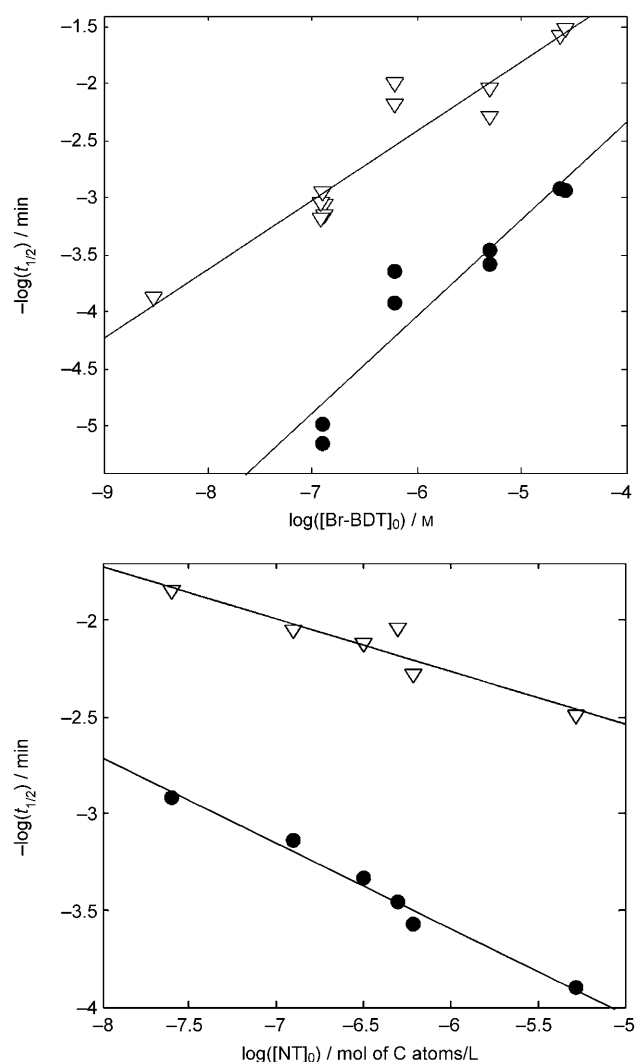 −1.5
−2
−2.5
−3
−3.5
−4
−4.5
−5
–log(t1/2) / min
−9 −8 −7 −6 −5 −4
log([Br-BDT]0) / M
−2
−2.5
−3
−3.5
−4
–log(t1/2) / min
−8 −7.5 −7 −6.5 −6 −5.5 −5
log([NT]0) / mol of C atoms/L